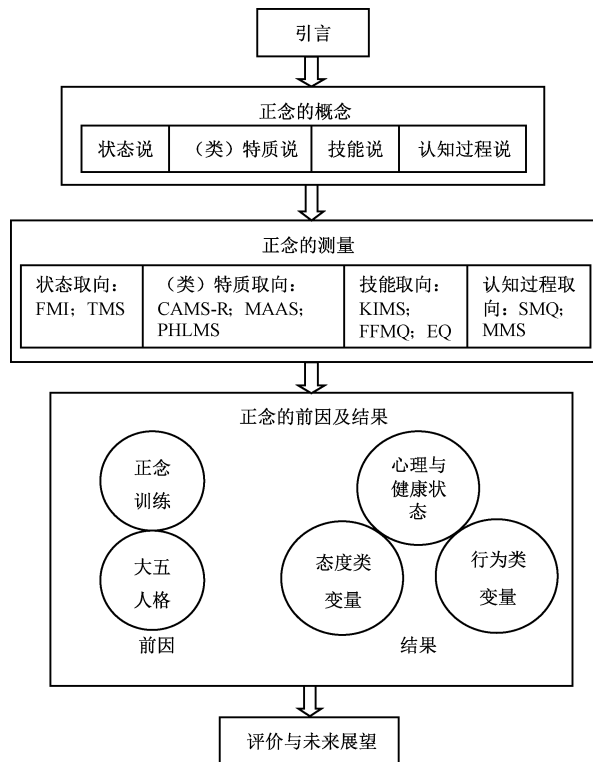 引言
正念的概念
状态说
（类）特质说
技能说
认知过程说
正念的测量
状态取向：
FMI；TMS
（类）特质取向：
CAMS-R；MAAS；
PHLMS
技能取向：
KIMS；
FFMQ；EQ
认知过程取
向：SMQ；
MMS
正念的前因及结果
正念
训练
大五
人格
前因
心理与
健康状
态
态度类
变量
行为类
变量
结果
评价与未来展望